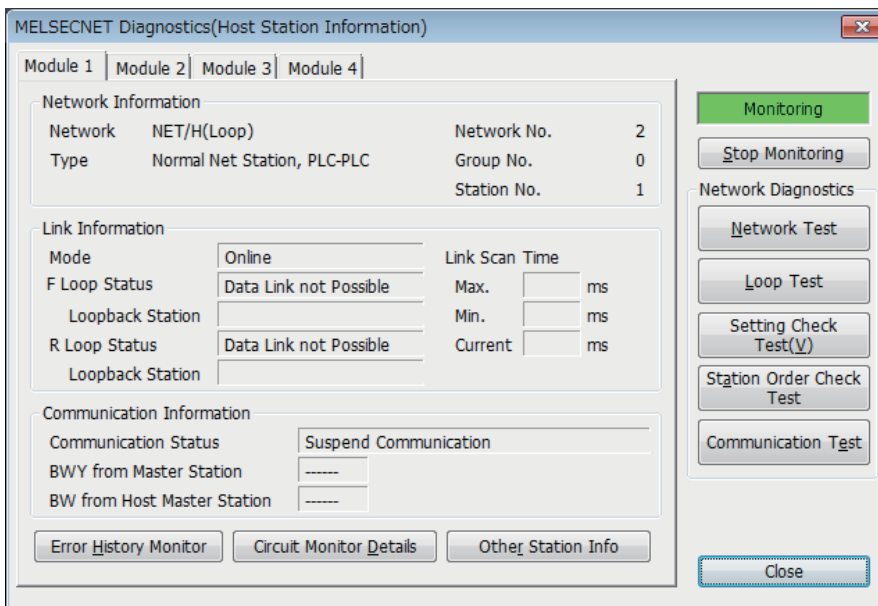 MELSECNET Diagnostics(Host Station Information)
Module 1 Module 2 Module 3 Module 4
Network Information
Network NET/H(Loop) Network No. 2
Type Normal Net Station, PLC-PLC Group No. 0
Station No. 1
Link Information
Mode Online Link Scan Time
F Loop Status Data Link not Possible Max. ms
Loopback Station Min. ms
R Loop Status Data Link not Possible Current ms
Loopback Station
Communication Information
Communication Status Suspend Communication
BWY from Master Station ------
BW from Host Master Station ------
Error History Monitor Circuit Monitor Details Other Station Info
Monitoring
Stop Monitoring
Network Diagnostics
Network Test
Loop Test
Setting Check
Test(V)
Station Order Check
Test
Communication Test
Close